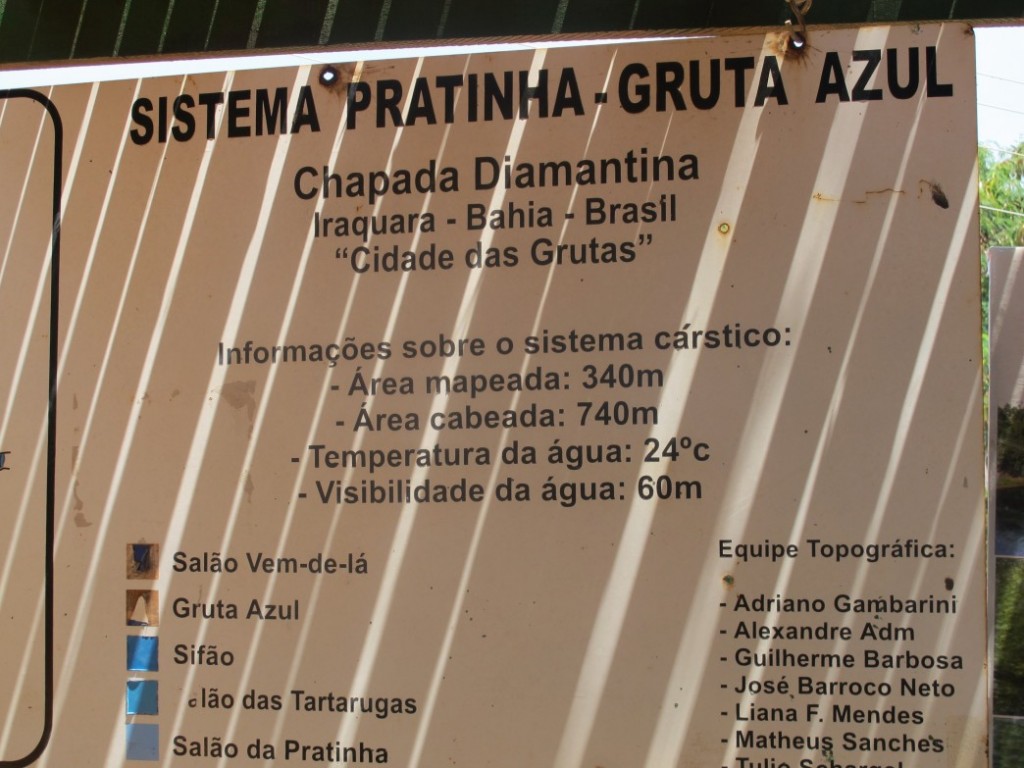 SISTEMA PRATINHA - GRUTA AZUL
Chapada Diamantina
Iraquara - Bahia - Brasil
“Cidade das Grutas”
Informações sobre o sistema cárstico:
- Área mapeada: 340m
- Área cabeada: 740m
- Temperatura da água: 24ºc
- Visibilidade da água: 60m
Salão Vem-de-lá
Gruta Azul
Sifão
lão das Tartarugas
Salão da Pratinha
Equipe Topográfica:
- Adriano Gambarini
- Alexandre Adm
- Guilherme Barbosa
- José Barroco Neto
- Liana F. Mendes
- Matheus Sanches
- Tulio